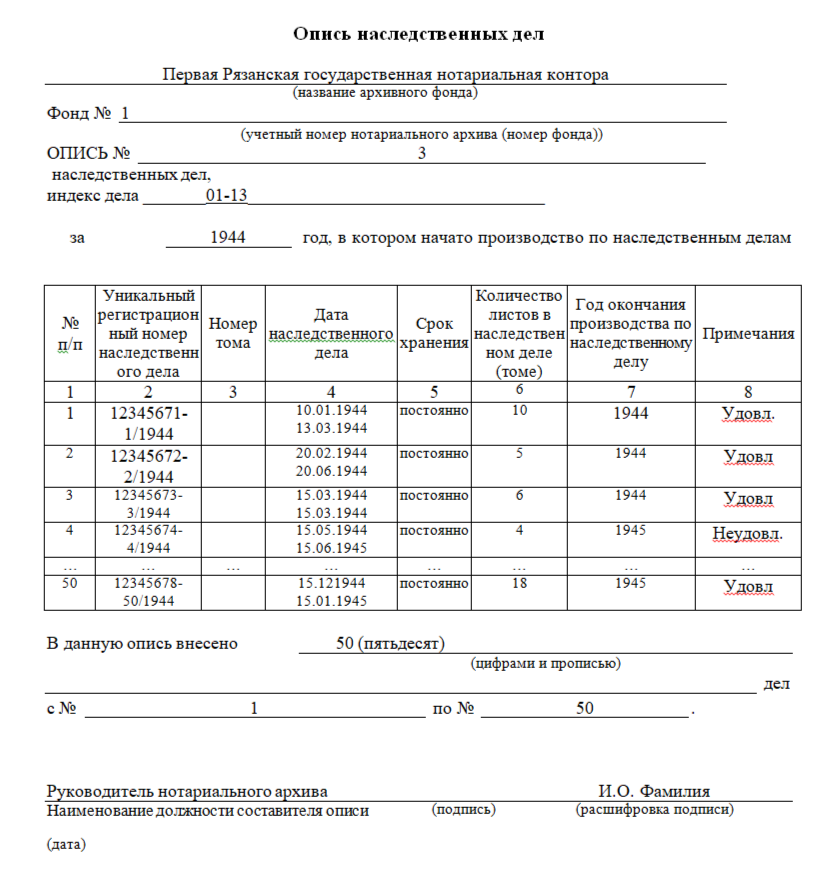 Опись наследственных дел
Первая Рязанская государственная нотариальная контора
(название архивного фонда)
Фонд № 1
(учетный номер нотариального архива (номер фонда))
ОПИСЬ № 3
наследственных дел,
индекс дела 01-13
за 1944 год, в котором начато производство по наследственным делам
№
п/п
Уникальный
регистрацион
ный номер
наследственн
ого дела
Номер
тома
Дата
наследственного
дела
Срок
хранения
Количество
листов в
наследствен
ном деле
(томе)
Год окончания
производства по
наследственному
делу
Примечания
1 2 3 4 5 6 7 8
1 12345671- 10.01.1944 постоянно 10 1944 Удовл.
1/1944 13.03.1944
2 12345672- 20.02.1944 постоянно 5 1944 Удовл
2/1944 20.06.1944
3 12345673- 15.03.1944 постоянно 6 1944 Удовл
3/1944 15.03.1944
4 12345674- 15.05.1944 постоянно 4 1945 Неудовл.
4/1944 15.06.1945
... ... ... ... ... ... ... ...
50 12345678- 15.121944 постоянно 18 1945 Удовл
50/1944 15.01.1945
В данную опись внесено 50 (пятьдесят)
(цифрами и прописью)
дел
с № 1 по № 50 .
Руководитель нотариального архива И.О. Фамилия
Наименование должности составителя описи (подпись) (расшифровка подписи)
(дата)